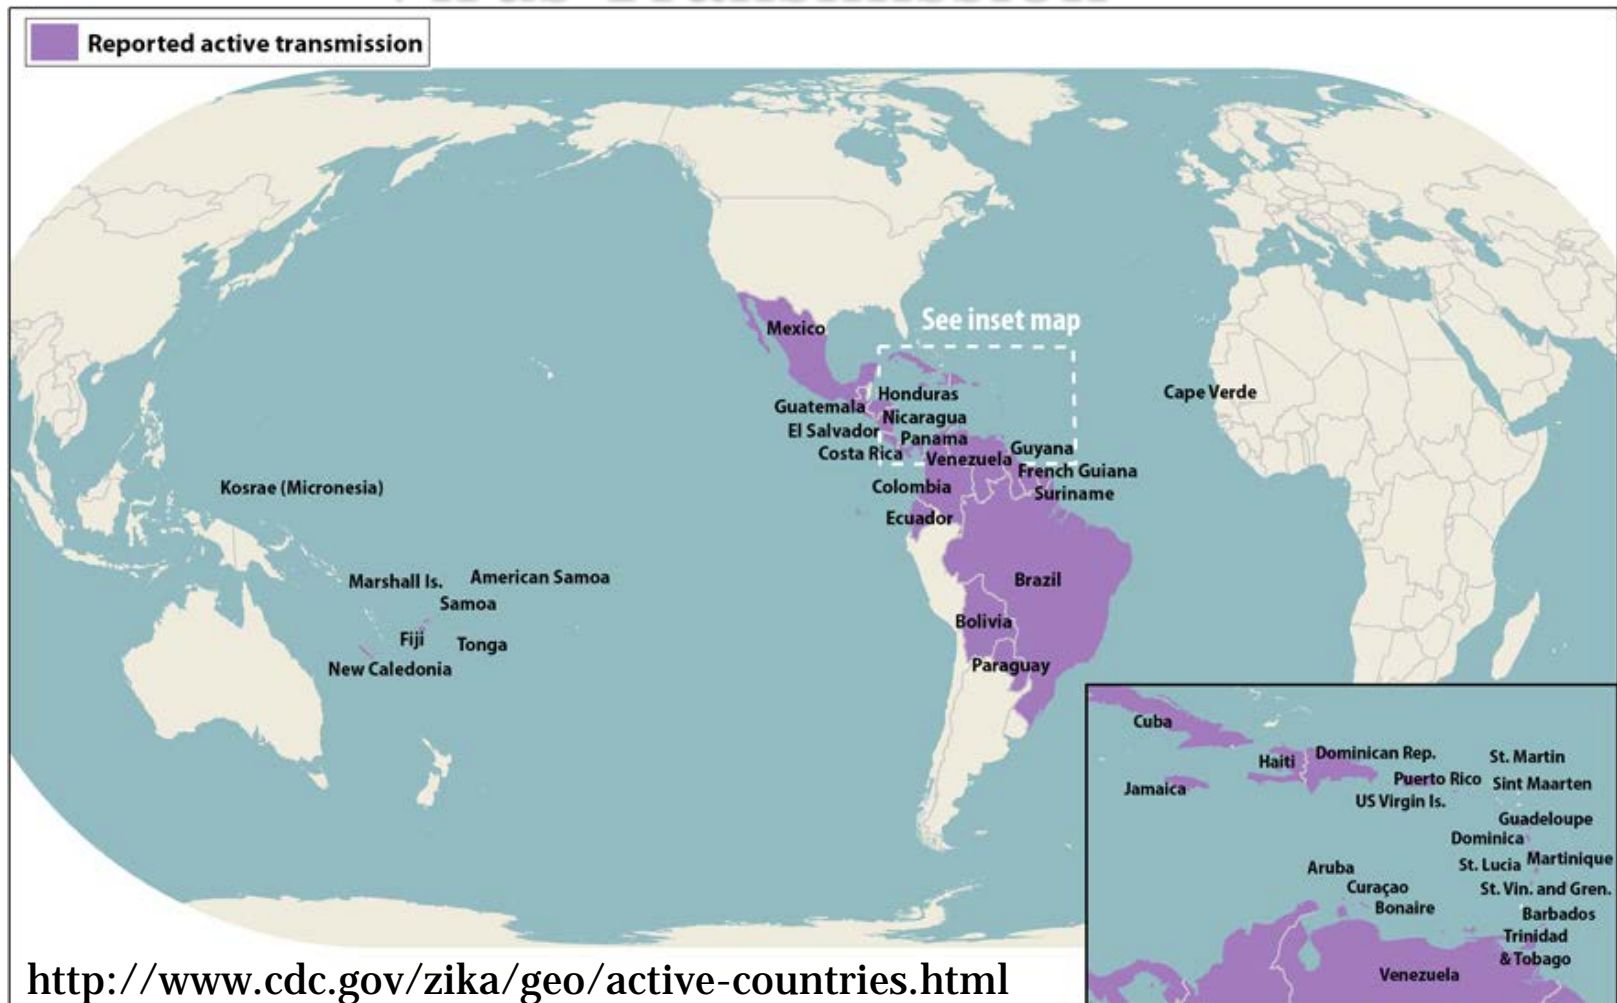 Reported active transmission
See inset map
Mexico
Cape Verde
Honduras
Guatemala
Nicaragua
El Salvador
Panama
Costa Rica
Guyana
Venezuela
French Guiana
Colombia
Suriname
Kosrae (Micronesia)
Ecuador
Marshall Is.
American Samoa
Brazil
Samoa
Bolivia
Fiji
Tonga
New Caledonia
Paraguay
Cuba
Haiti
Dominican Rep.
St. Martin
Jamaica
Puerto Rico
Sint Maarten
US Virgin Is.
Guadeloupe
Dominica
Martinique
St. Lucia
Aruba
Curaçao
St. Vin. and Gren.
Bonaire
Barbados
Trinidad
& Tobago
Venezuela
http://www.cdc.gov/zika/geo/active-countries.html